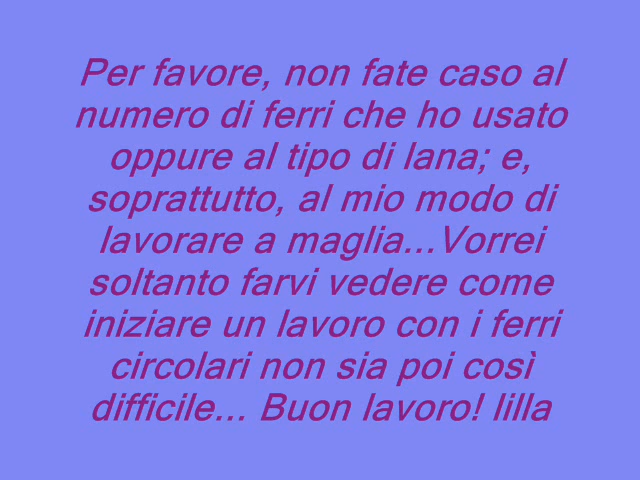 Per favore, non fate caso al
numero di ferri che ho usato
oppure al tipo di lana; e,
soprattutto, al mio modo di
lavorare a maglia...Vorrei
soltanto farvi vedere come
iniziare un lavoro con i ferri
circolari non sia poi così
difficile... Buon lavoro! lilla